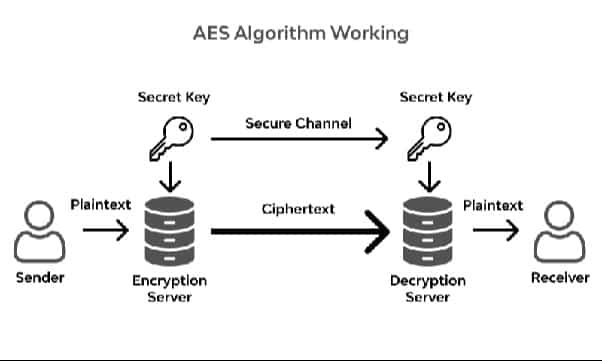 AES Algorithm Working
Secret Key
Secret Key
Secure Channel
Plaintext
Ciphertext
Plaintext
Sender
Encryption
Server
Decryption
Server
Receiver